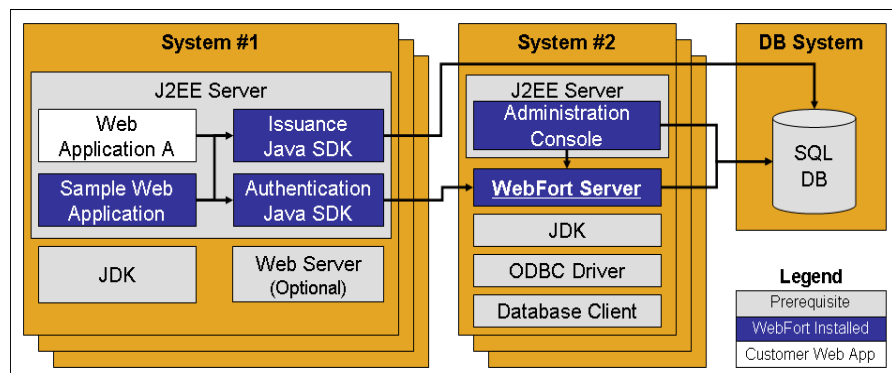 System #1
J2EE Server
Web
Application A
Issuance
Java SDK
Sample Web
Application
Authentication
Java SDK
JDK
Web Server
(Optional)
System #2
J2EE Server
Administration
Console
WebFort Server
JDK
ODBC Driver
Database Client
DB System
SQL
DB
Legend
Prerequisite
WebFort Installed
Customer Web App